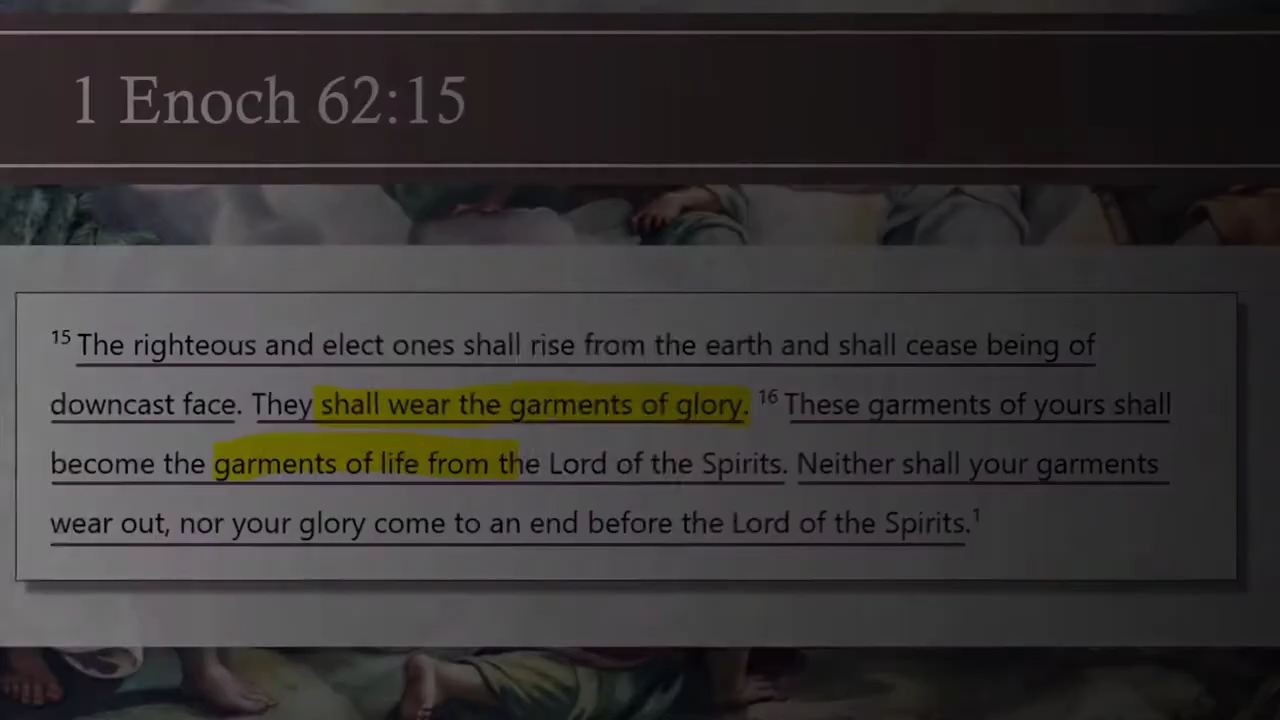 1 Enoch 62:15
15 The righteous and elect ones shall rise from the earth and shall cease being of
downcast face. They shall wear the garments of glory. 16 These garments of yours shall
become the garments of life from the Lord of the Spirits. Neither shall your garments
wear out, nor your glory come to an end before the Lord of the Spirits.1